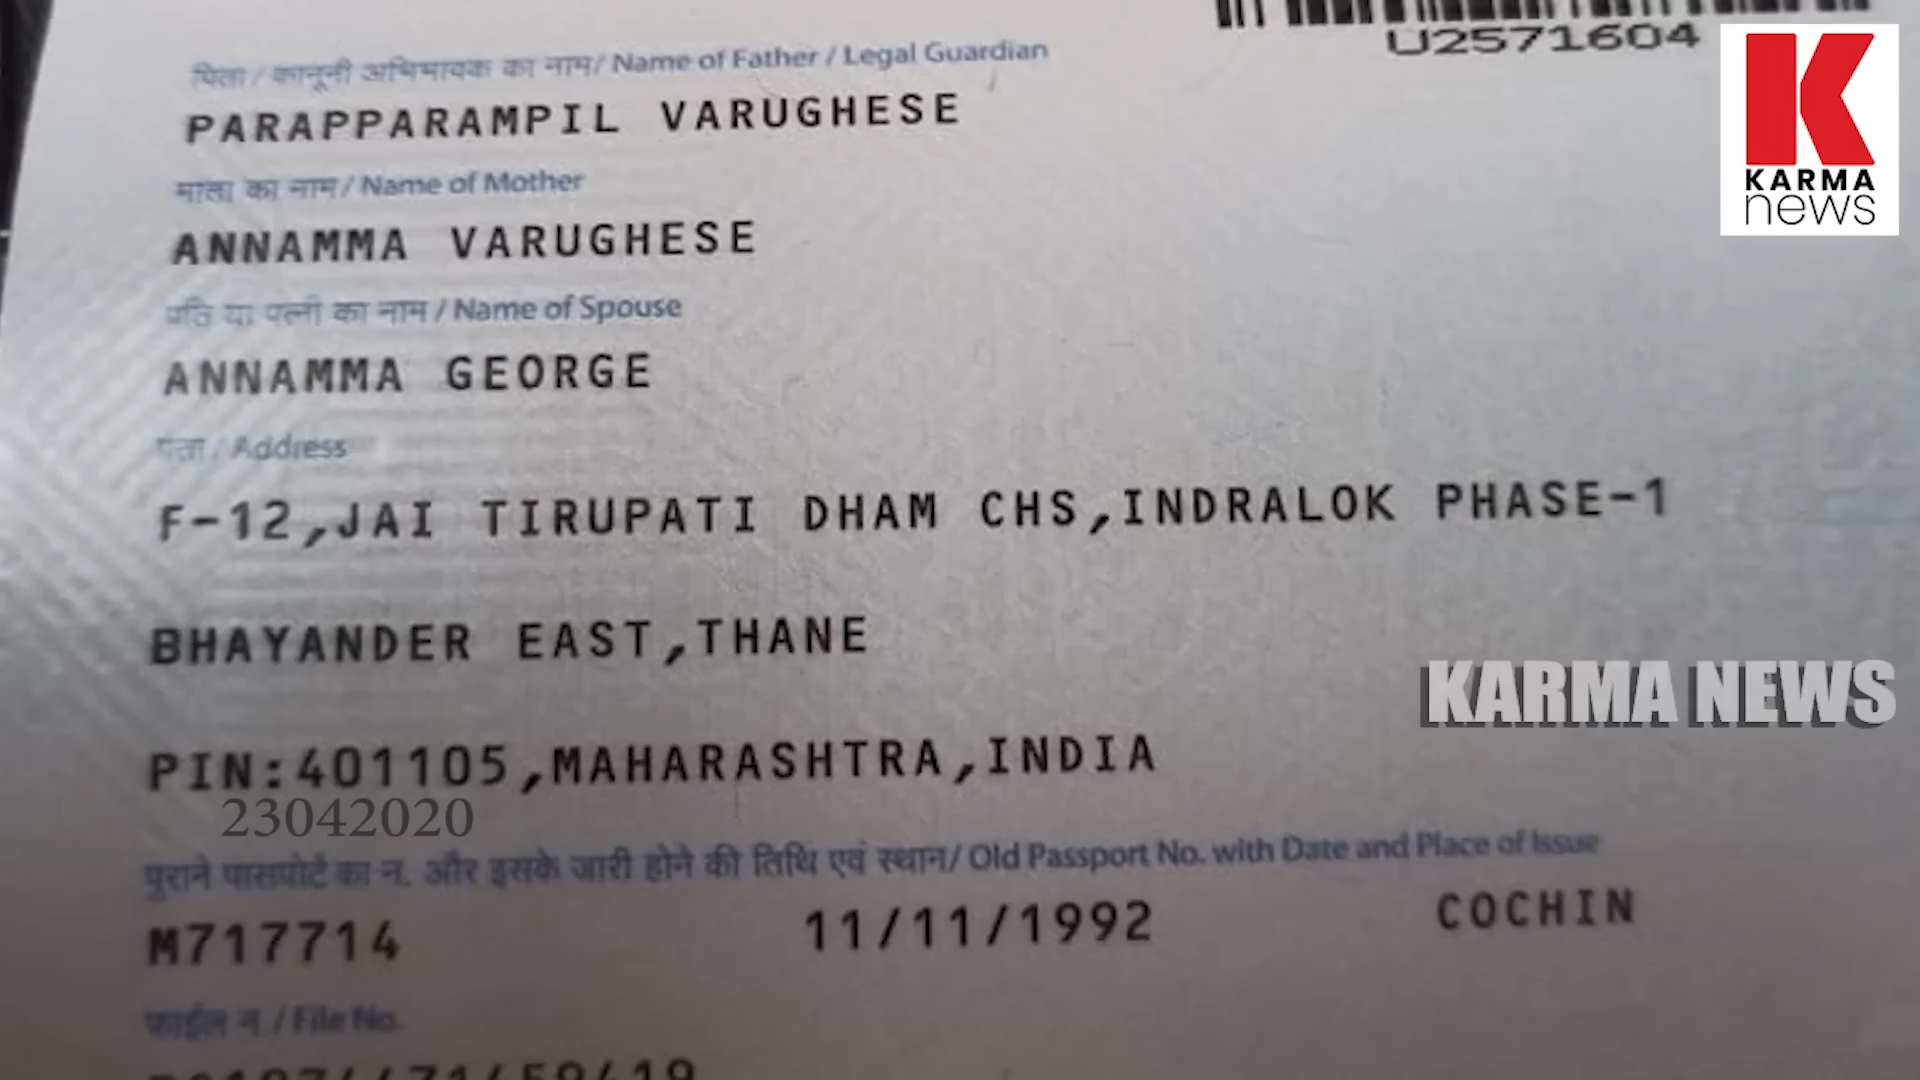 U2571604
पिता / कानूनी अभिभावक का नाम/ Name of Father / Legal Guardian
PARAPPARAMPIL VARUGHESE
माता का नाम/ Name of Mother
ANNAMMA VARUGHESE
पति या पत्नी का नाम / Name of Spouse
ANNAMMA GEORGE
पता / Address
F-12,JAI TIRUPATI DHAM CHS,INDRALOK PHASE-1
BHAYANDER EAST,THANE
PIN:401105,MAHARASHTRA,INDIA
23042020
पुराने पासपोर्ट का न. और इसके जारी होने की तिथि एवं स्थान/ Old Passport No. with Date and Place of Issue
M717714 11/11/1992 COCHIN
फाईल न / File No.
K
KARMA
news
KARMA NEWS